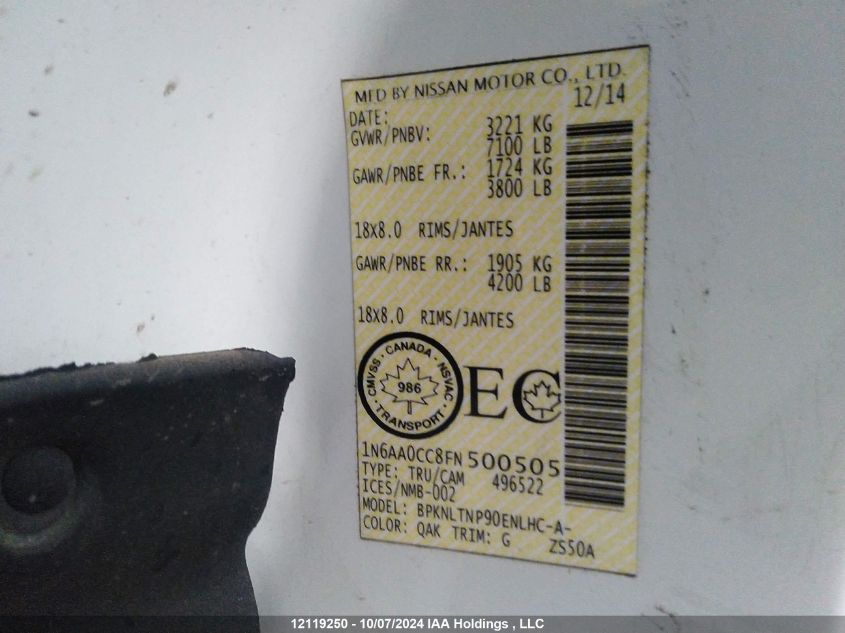 MFD BY NISSAN MOTOR CO., LTD.
DATE: 12/14
GVWR/PNBV: 3221 KG
7100 LB
GAWR/PNBE FR.: 1724 KG
3800 LB
18x8.0 RIMS/JANTES
GAWR/PNBE RR.: 1905 KG
4200 LB
18x8.0 RIMS/JANTES
CMVSS · CANADA · NSVAC
986
· TRANSPORT ·
EC
1N6AA0CC8FN500505
TYPE: TRU/CAM 496522
ICES/NMB-002
MODEL: BPKNLTNP90ENLHC-A-
COLOR: QAK TRIM: G ZS50A
12119250 - 10/07/2024 IAA Holdings , LLC